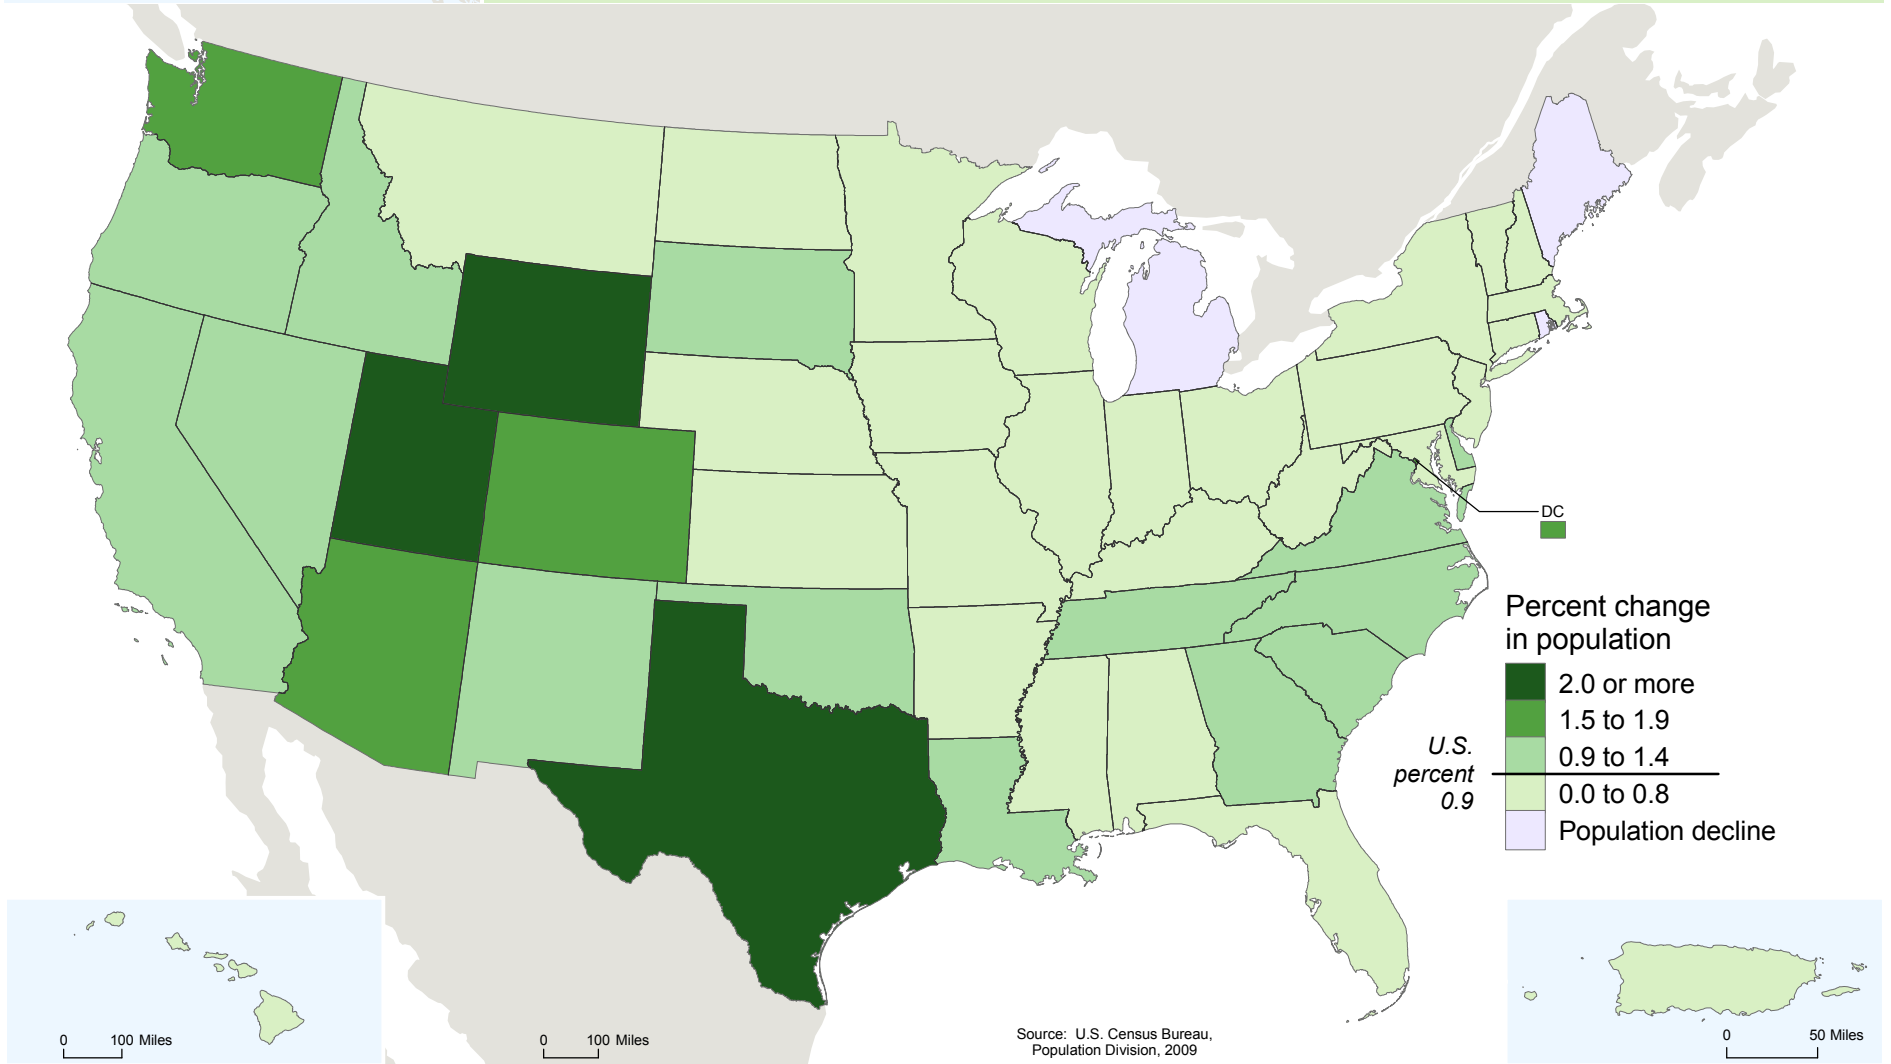 DC
Percent change
in population
2.0 or more
1.5 to 1.9
0.9 to 1.4
0.0 to 0.8
Population decline
U.S.
percent
0.9
0 100 Miles
0 100 Miles
Source: U.S. Census Bureau,
Population Division, 2009
0 50 Miles